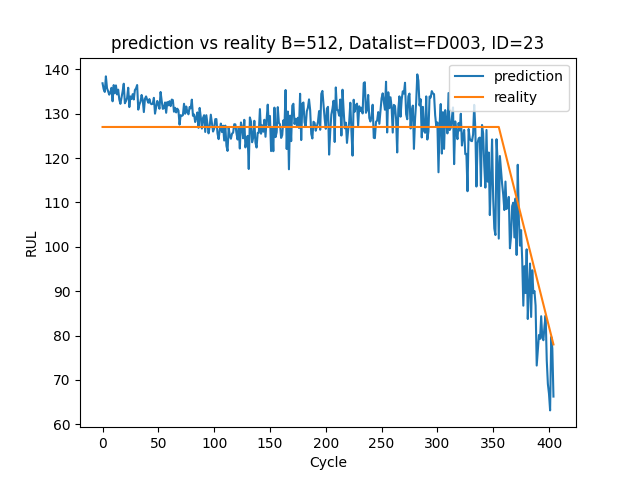 prediction vs reality B=512, Datalist=FD003, ID=23
prediction
reality
140
130
120
110
100
90
80
70
60
RUL
0 50 100 150 200 250 300 350 400
Cycle